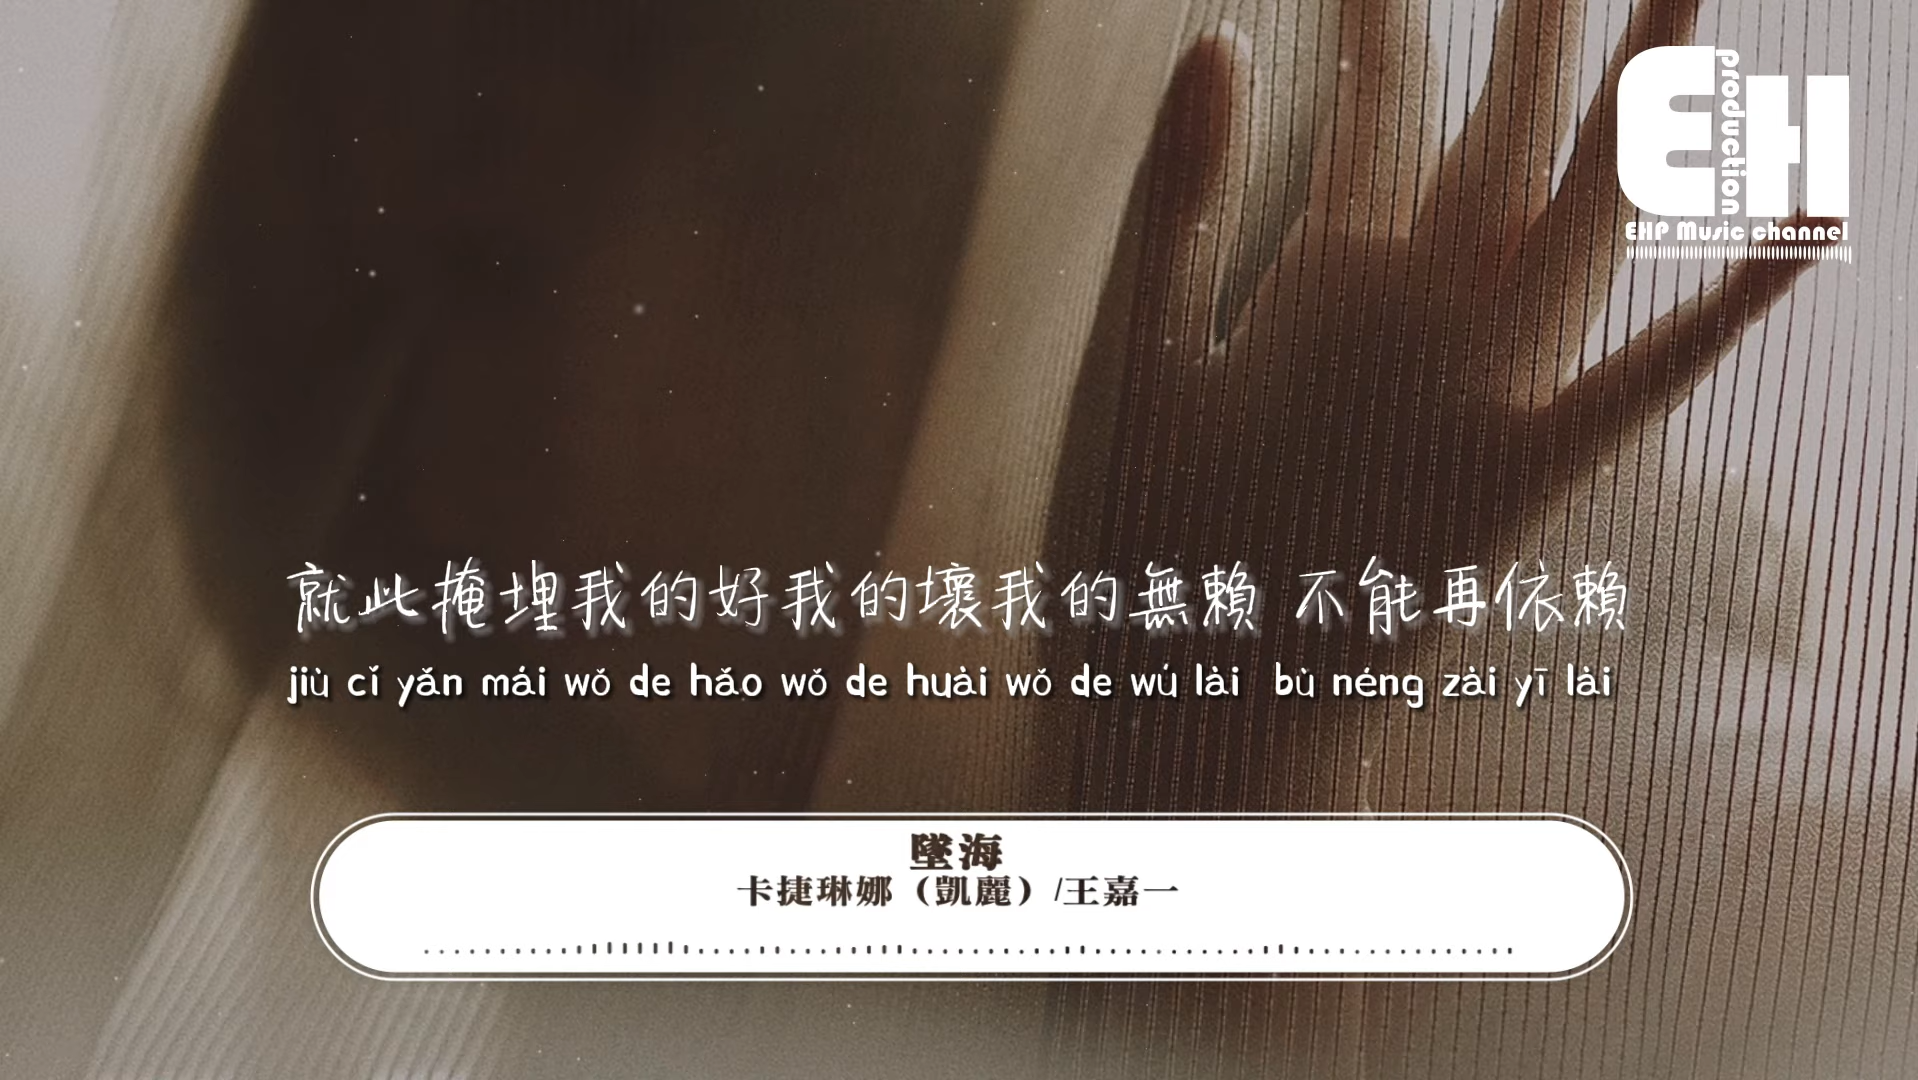 EH
production
EHP Music channel
就此掩埋我的好我的壞我的無賴 不能再依賴
jiù cǐ yǎn mái wǒ de hǎo wǒ de huài wǒ de wú lài  bù néng zài yī lài
墜海
卡捷琳娜（凱麗）/王嘉一